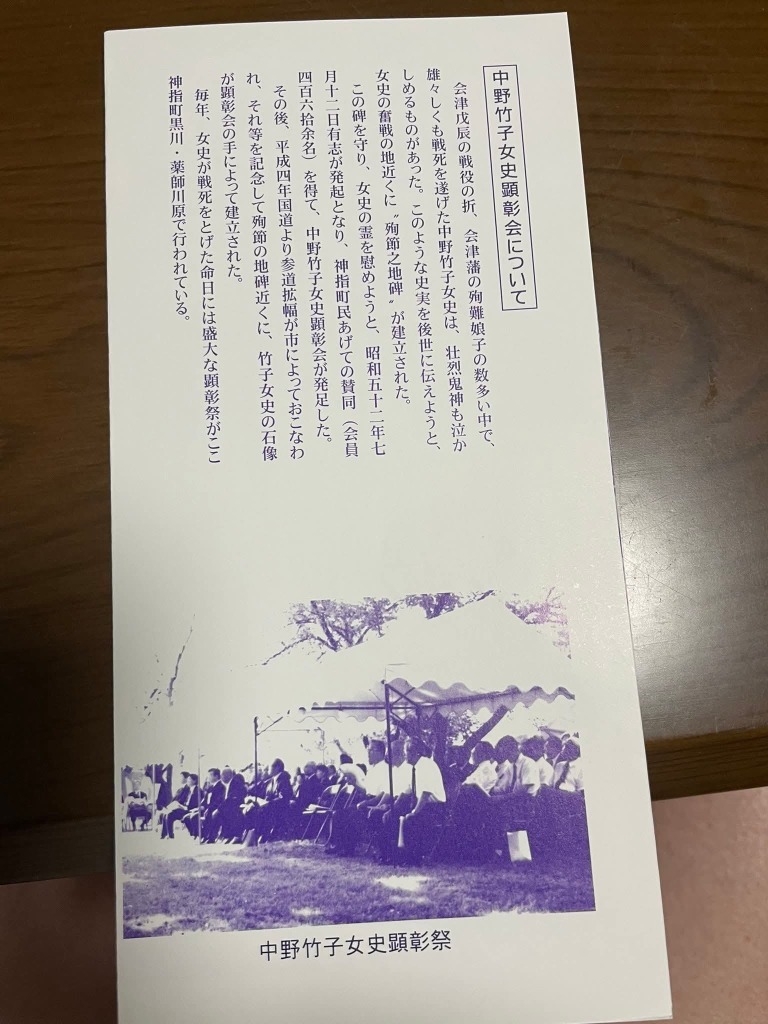 中野竹子女史顕彰会について
会津戊辰の戦役の折、会津藩の殉難娘子の数多い中で、
雄々しくも戦死を遂げた中野竹子女史は、壮烈鬼神も泣か
しめるものがあった。このような史実を後世に伝えようと、
女史の奮戦の地近くに〝殉節之地碑〟が建立された。
この碑を守り、女史の霊を慰めようと、昭和五十二年七
月十二日有志が発起となり、神指町民あげての賛同（会員
四百六拾余名）を得て、中野竹子女史顕彰会が発足した。
その後、平成四年国道より参道拡幅が市によっておこなわ
れ、それ等を記念して殉節の地碑近くに、竹子女史の石像
が顕彰会の手によって建立された。
毎年、女史が戦死をとげた命日には盛大な顕彰祭がここ
神指町黒川・薬師川原で行われている。
中野竹子女史顕彰祭